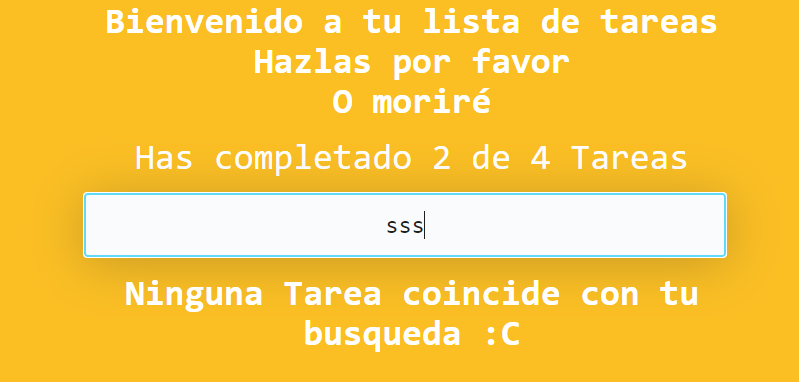 Bienvenido a tu lista de tareas
Hazlas por favor
O moriré
Has completado 2 de 4 Tareas
sss
Ninguna Tarea coincide con tu
busqueda :C